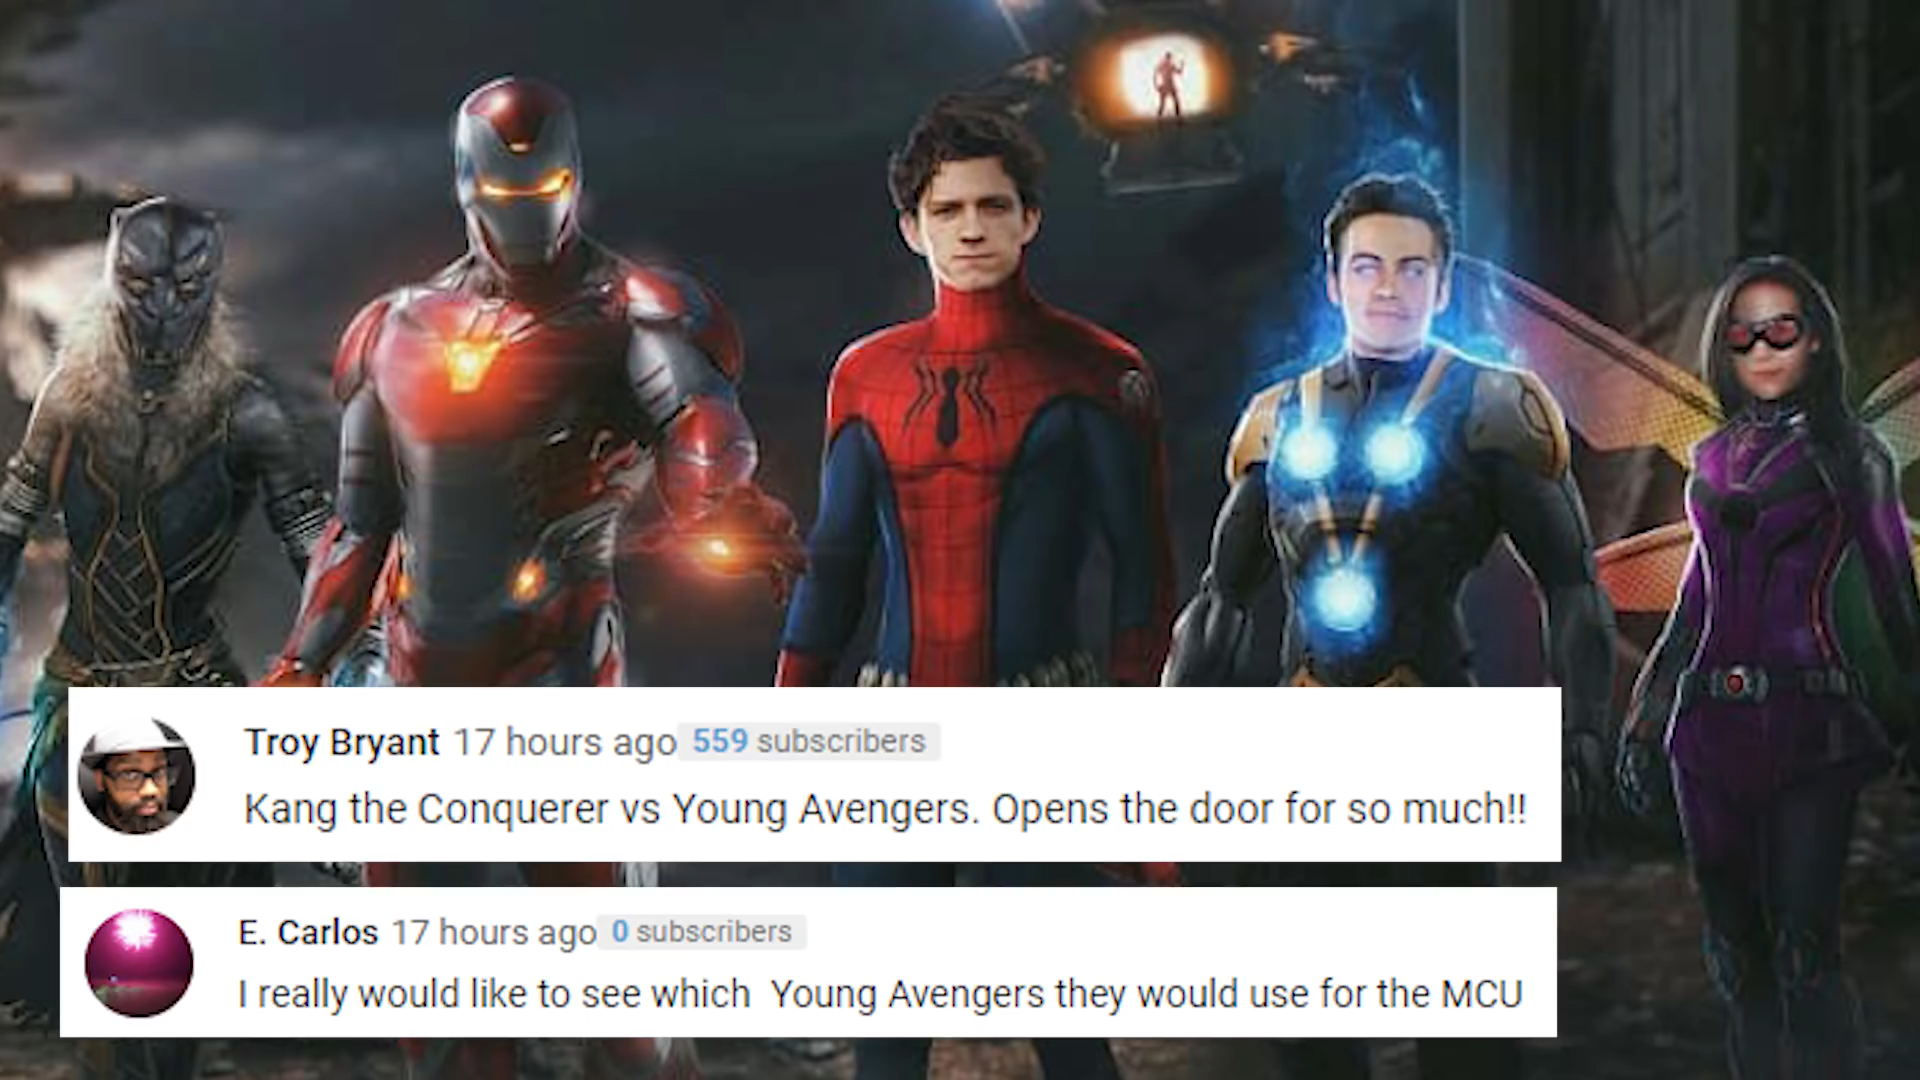 Troy Bryant 17 hours ago 559 subscribers
Kang the Conquerer vs Young Avengers. Opens the door for so much!!
E. Carlos 17 hours ago 0 subscribers
I really would like to see which  Young Avengers they would use for the MCU